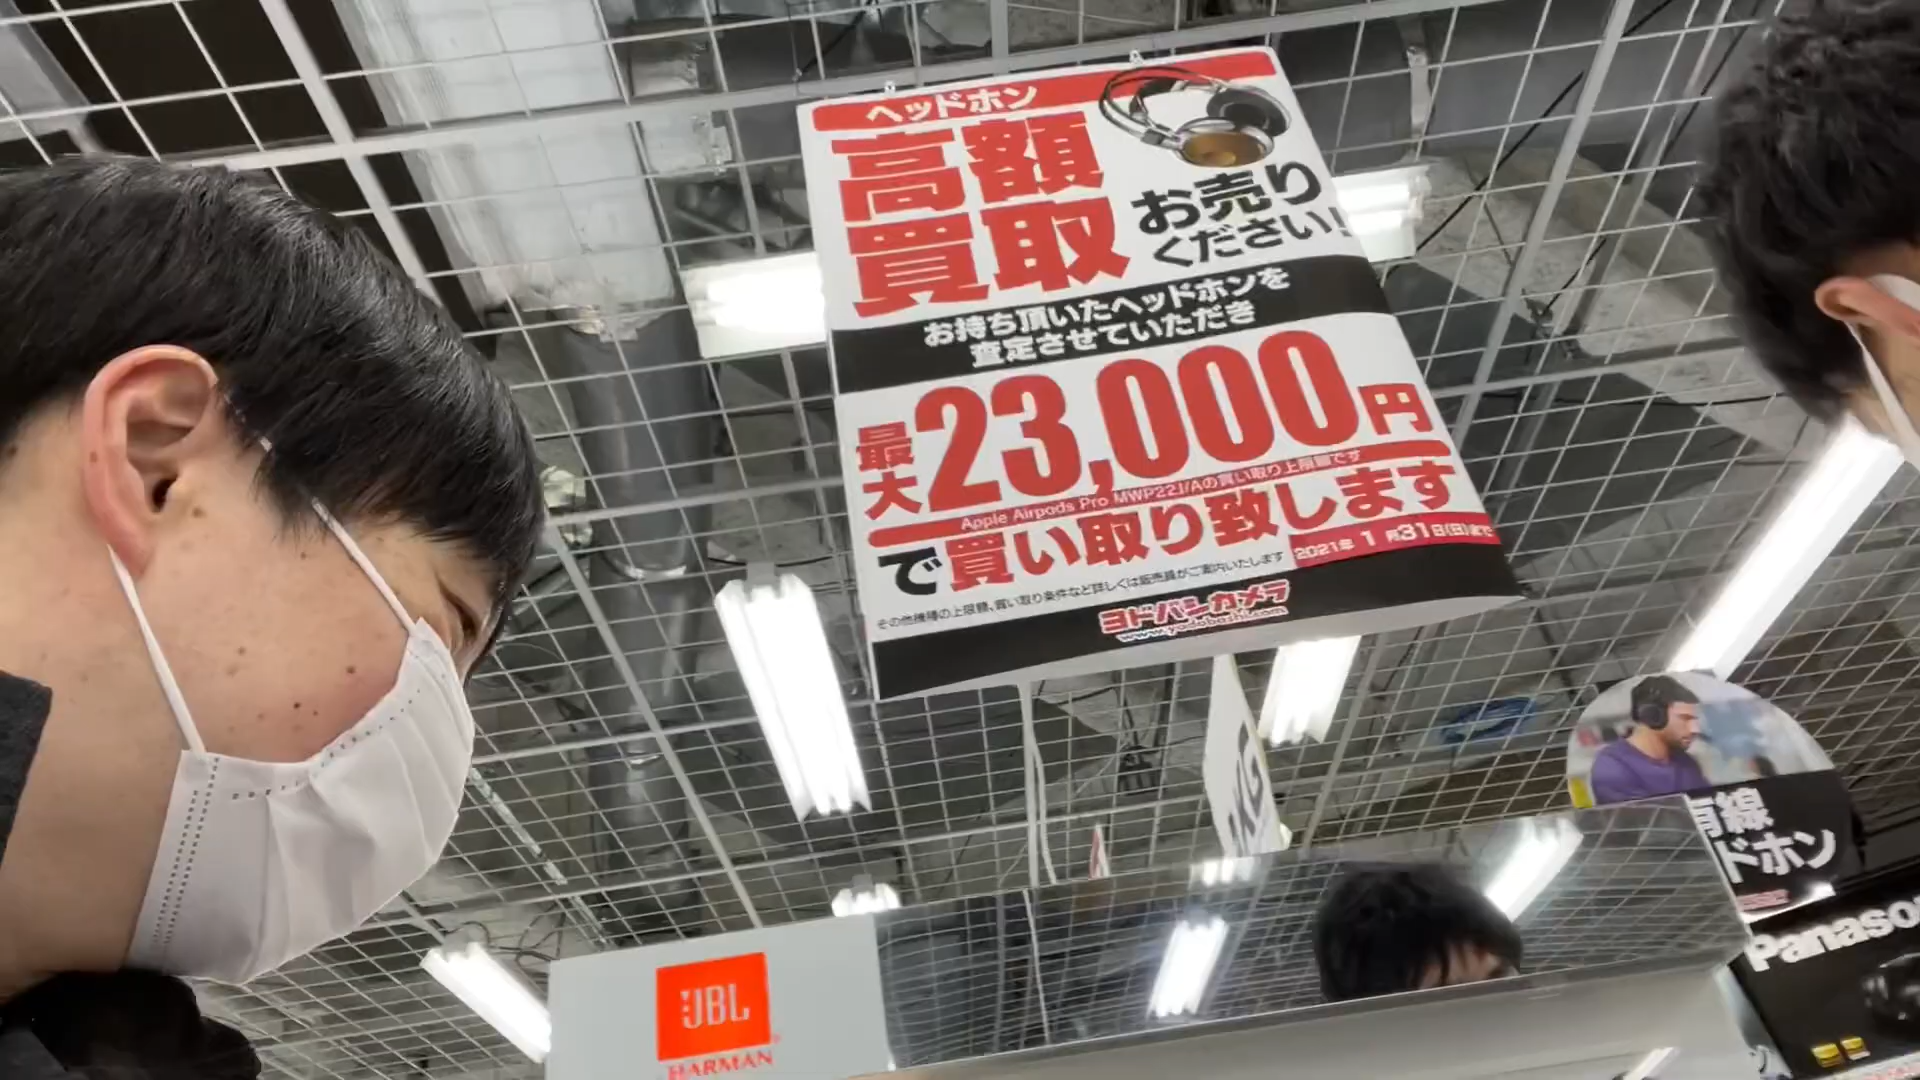 ヘッドホン
高額
買取
お売り
ください!
お持ち頂いたヘッドホンを
査定させていただき
最大23,000円
Apple Airpods Pro MWP22J/Aの買い取り上限額です
で買い取り致します
2021年1月31日(日)まで
その他機種の上限額、買い取り条件など詳しくは販売員がご案内いたします
ヨドバシカメラ
www.yodobashi.com
AKG
有線
ドホン
JBL
HARMAN
Panaso